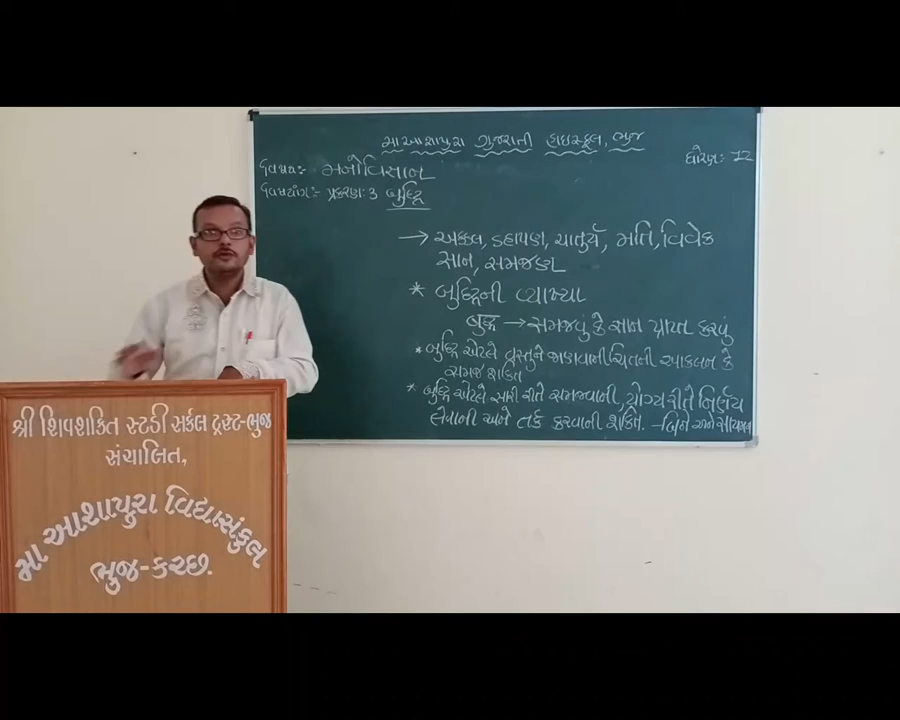 મા આશાપુરા ગુજરાતી હાઇસ્કૂલ, ભુજ
ધોરણ: 12
વિષય:- મનોવિજ્ઞાન
વિષયાંગ:- પ્રકરણ: 3 બુદ્ધિ
→ અક્કલ, ડહાપણ, ચાતુર્ય, મતિ, વિવેક
જ્ઞાન, સમજણ
* બુદ્ધિની વ્યાખ્યા
બુદ્ધ → સમજવું કે જ્ઞાન પ્રાપ્ત કરવું
* બુદ્ધિ એટલે વસ્તુને જાણવાની ચિતની આકલન કે
સમજ શક્તિ
* બુદ્ધિ એટલે સારી રીતે સમજવાની, યોગ્ય રીતે નિર્ણય
લેવાની અને તર્ક કરવાની શક્તિ. -બિને અને સાયમન
શ્રી શિવશક્તિ સ્ટડી સર્કલ ટ્રસ્ટ-ભુજ
સંચાલિત,
મા આશાપુરા વિદ્યાસંકુલ
ભુજ-કચ્છ.